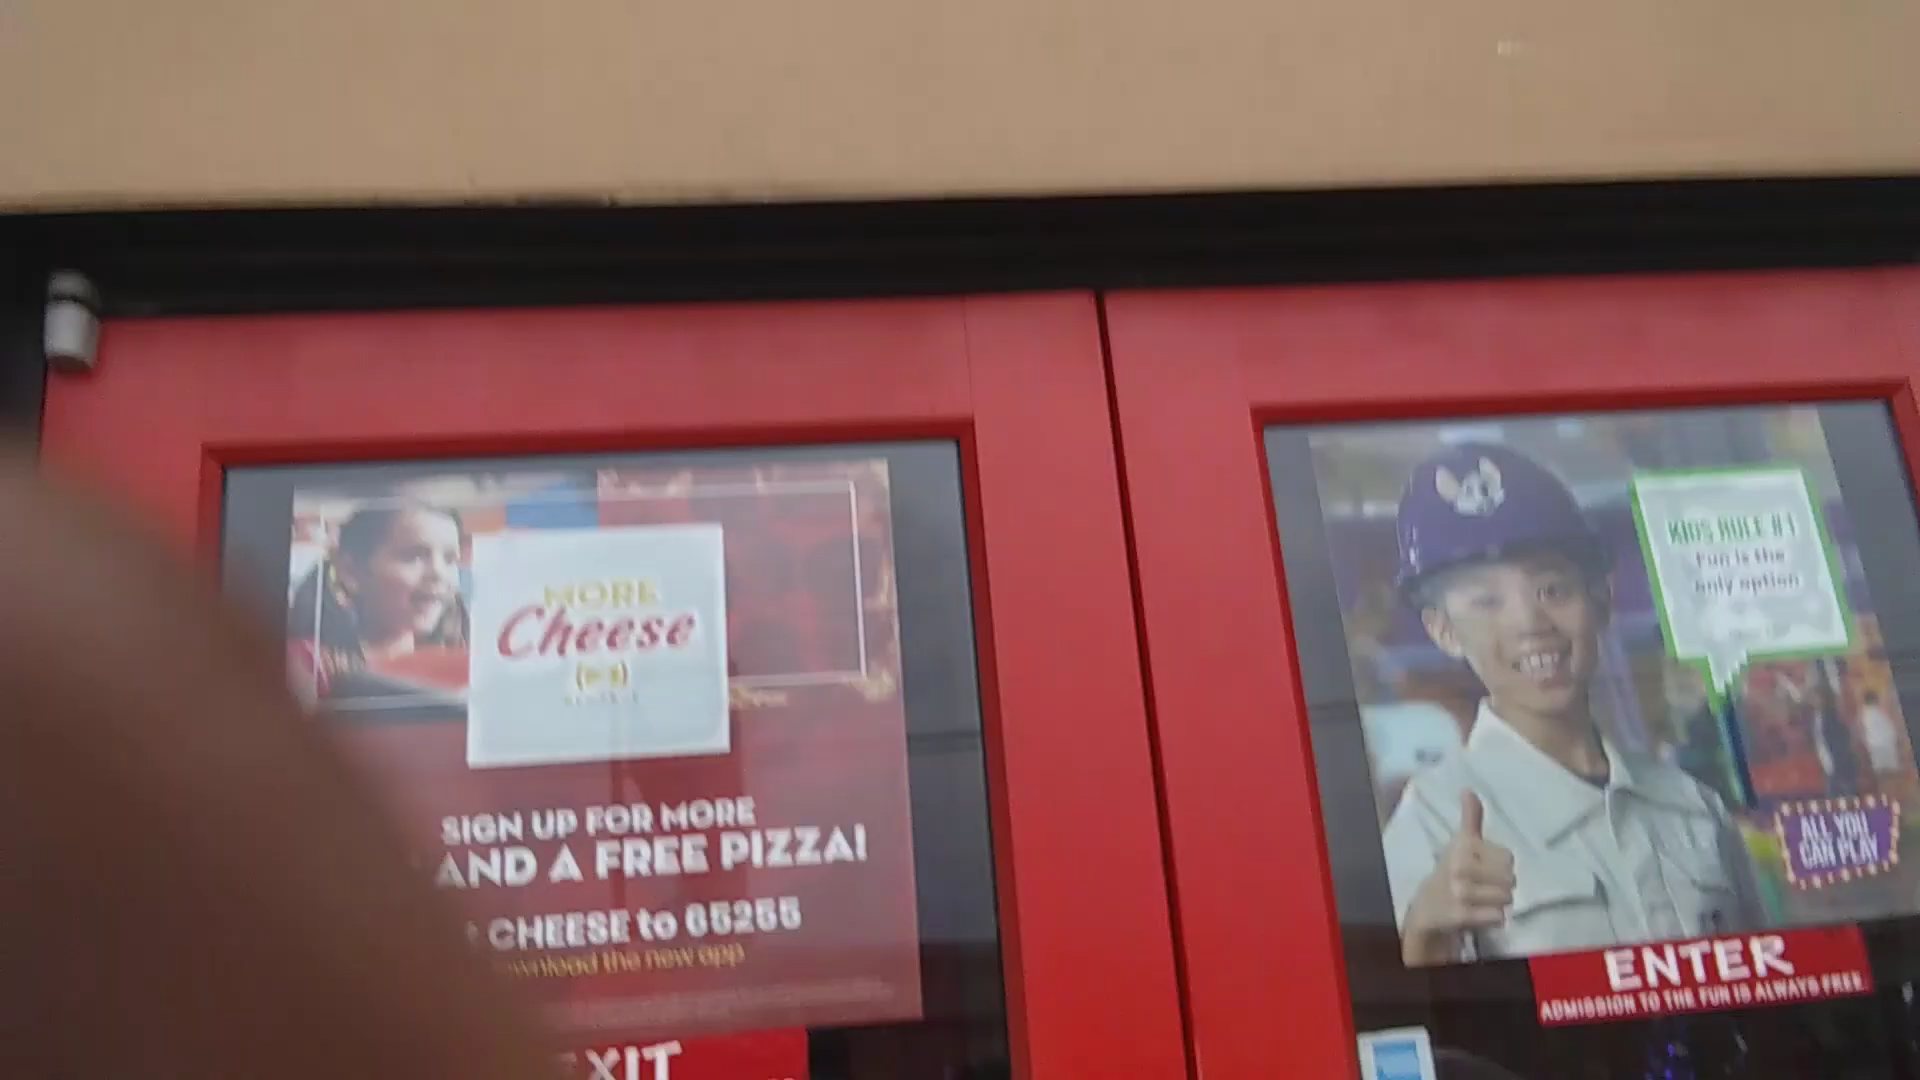 MORE
Cheese
SIGN UP FOR MORE
AND A FREE PIZZA!
CHEESE to 65255
the new app
EXIT
KIDS RULE #1
Fun is the
only option
ALL YOU
CAN PLAY
ENTER
ADMISSION TO THE FUN IS ALWAYS FREE